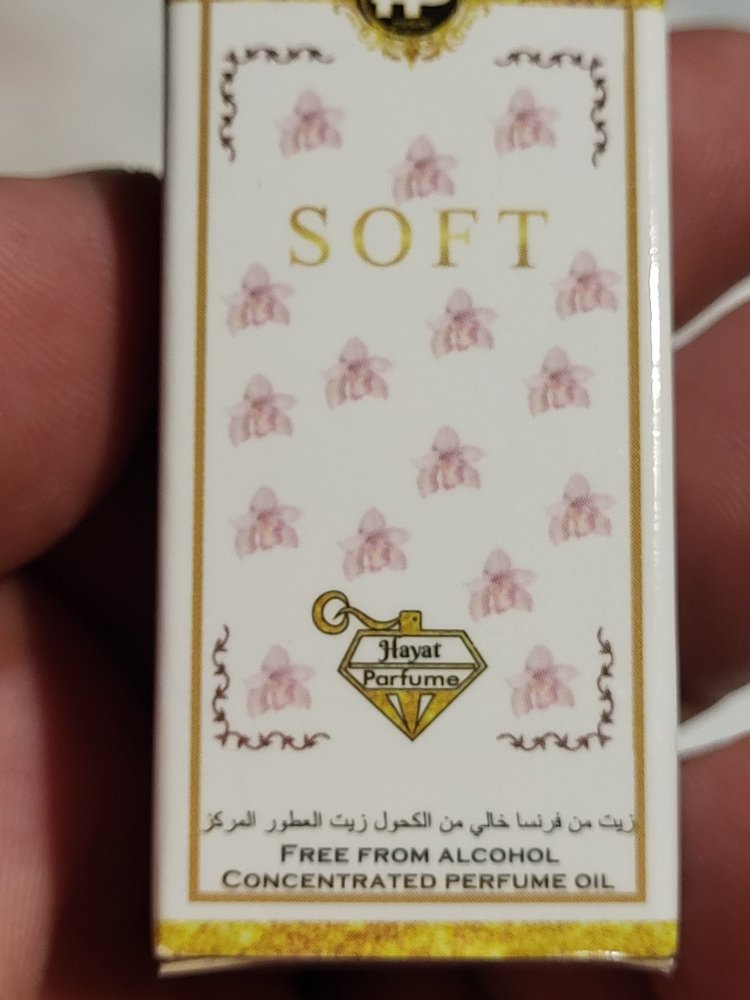 SOFT
Hayat
Parfume
زيت من فرنسا خالي من الكحول زيت العطور المركز
FREE FROM ALCOHOL
CONCENTRATED PERFUME OIL